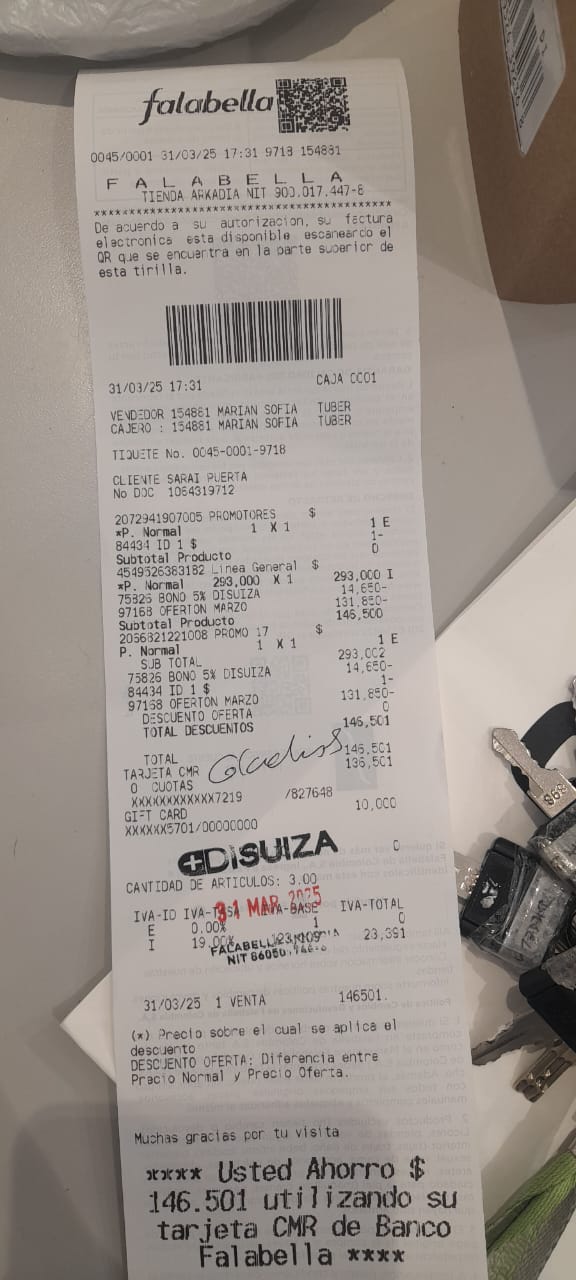 falabella
0045/0001 31/03/25 17:31 9718 154881
F A L A B E L L A
TIENDA ARKADIA NIT 900.017.447-8
****************************************
De acuerdo a su autorizacion, su factura
electronica esta disponible escaneando el
QR que se encuentra en la parte superior de
esta tirilla.
31/03/25 17:31 CAJA 0001
VENDEDOR 154881 MARIAN SOFIA TUBER
CAJERO : 154881 MARIAN SOFIA TUBER
TIQUETE No. 0045-0001-9718
CLIENTE SARAI PUERTA
No DOC 1064319712
2072941907005 PROMOTORES $
*P. Normal 1 X 1 1 E
84434 ID 1 $ 1-
Subtotal Producto 0
4549526383182 Linea General $
*P. Normal 293,000 X 1 293,000 I
75826 BONO 5% DISUIZA 14,650-
97168 OFERTON MARZO 131,850-
Subtotal Producto 146,500
2066821221008 PROMO 17 $
P. Normal 1 X 1 1 E
SUB TOTAL 293,002
75826 BONO 5% DISUIZA 14,650-
84434 ID 1 $ 1-
97168 OFERTON MARZO 131,850-
DESCUENTO OFERTA 0
TOTAL DESCUENTOS 146,501
TOTAL 146,501
TARJETA CMR 136,501
0 CUOTAS
XXXXXXXXXXXX7219 /827648
GIFT CARD 10,000
XXXXXX5701/00000000
DISUIZA
0
CANTIDAD DE ARTICULOS: 3.00
31 MAR 2025
IVA-ID IVA-TASA IVA-BASE IVA-TOTAL
E 0.00% 1 0
I 19.00% 123,109 23,391
FALABELLA
NIT 86050
31/03/25 1 VENTA 146501.
(*) Precio sobre el cual se aplica el
descuento
DESCUENTO OFERTA: Diferencia entre
Precio Normal y Precio Oferta.
Muchas gracias por tu visita
**** Usted Ahorro $
146.501 utilizando su
tarjeta CMR de Banco
Falabella ****